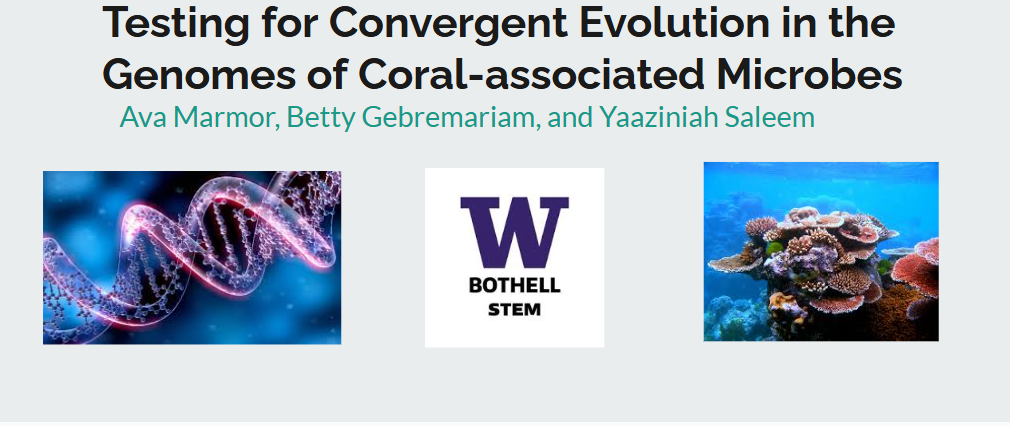 Testing for Convergent Evolution in the
Genomes of Coral-associated Microbes
Ava Marmor, Betty Gebremariam, and Yaaziniah Saleem
W
BOTHELL
STEM